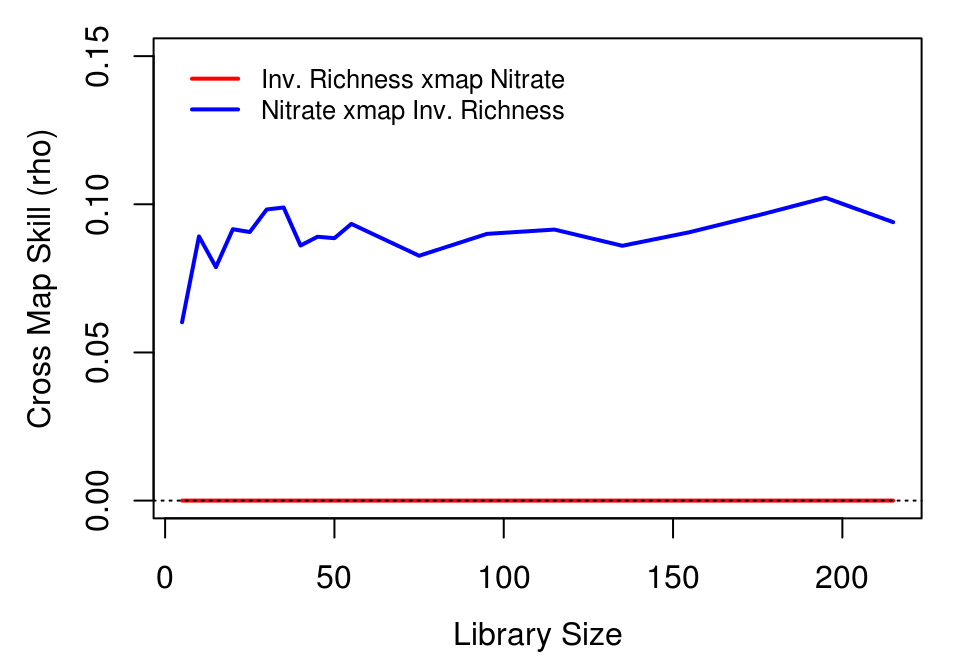 0.15
0.10
0.05
0.00
Cross Map Skill (rho)
Inv. Richness xmap Nitrate
Nitrate xmap Inv. Richness
0 50 100 150 200
Library Size